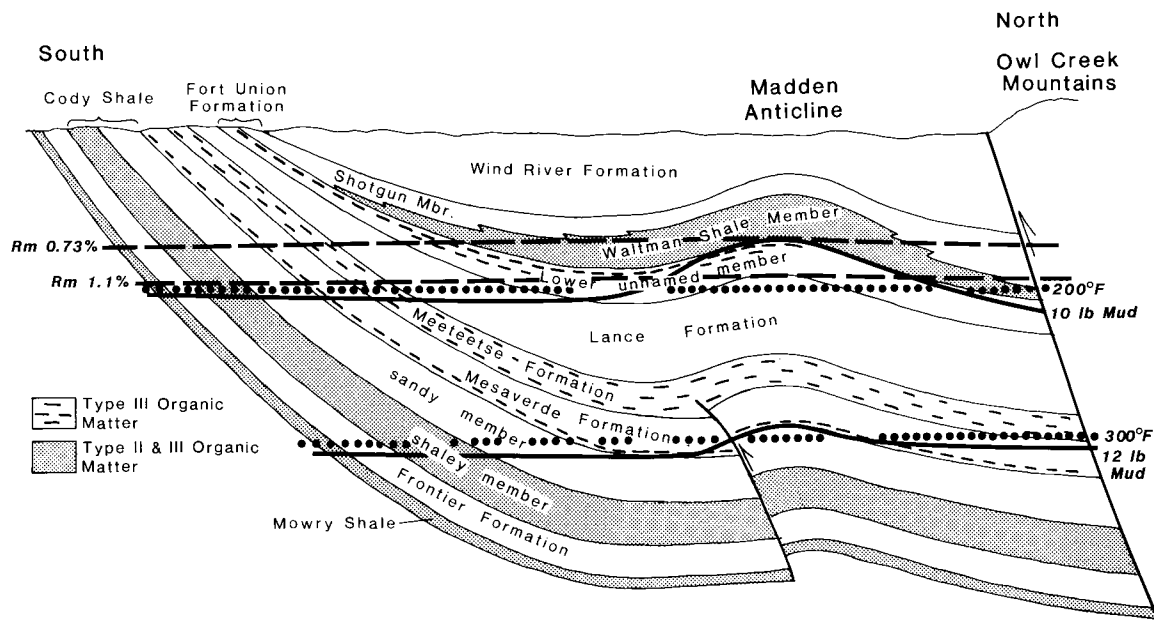 North
South
Owl Creek
Mountains
Cody Shale
Fort Union
Formation
Madden
Anticline
Wind River Formation
Shotgun Mbr.
Waltman Shale Member
Rm 0.73%
Lower unnamed member
Rm 1.1%
200°F
10 lb Mud
Lance Formation
Meeteetse Formation
Mesaverde Formation
sandy member
Type III Organic
Matter
300°F
12 lb
Mud
Type II & III Organic
Matter
shaley member
Frontier Formation
Mowry Shale